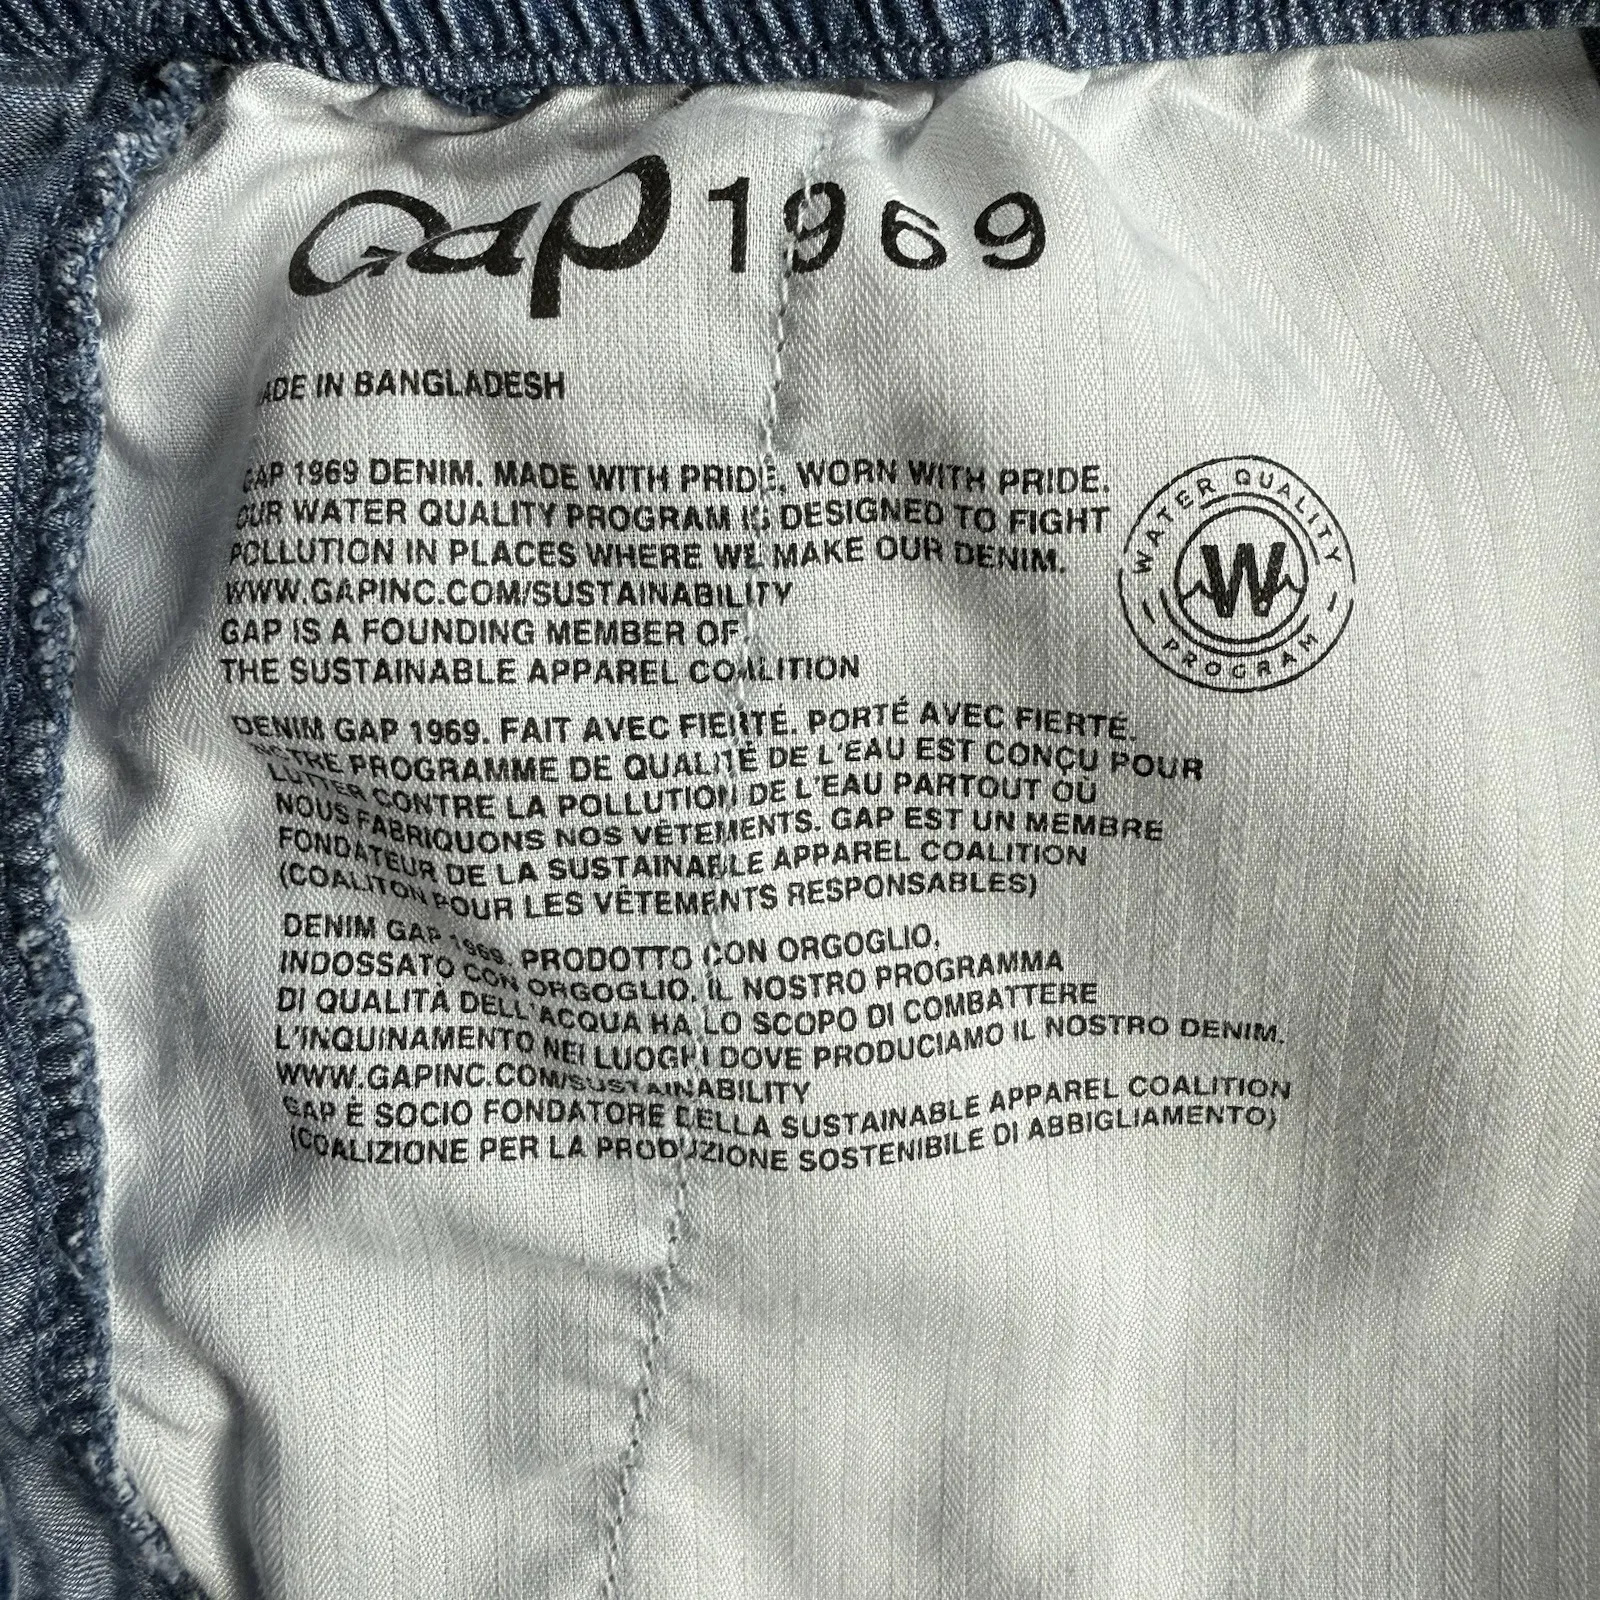 Gap 1969
MADE IN BANGLADESH
GAP 1969 DENIM. MADE WITH PRIDE. WORN WITH PRIDE.
OUR WATER QUALITY PROGRAM IS DESIGNED TO FIGHT
POLLUTION IN PLACES WHERE WE MAKE OUR DENIM.
WWW.GAPINC.COM/SUSTAINABILITY
GAP IS A FOUNDING MEMBER OF
THE SUSTAINABLE APPAREL COALITION
WATER QUALITY
W
PROGRAM
DENIM GAP 1969. FAIT AVEC FIERTÉ. PORTÉ AVEC FIERTÉ.
NOTRE PROGRAMME DE QUALITÉ DE L'EAU EST CONÇU POUR
LUTTER CONTRE LA POLLUTION DE L'EAU PARTOUT OÙ
NOUS FABRIQUONS NOS VÊTEMENTS. GAP EST UN MEMBRE
FONDATEUR DE LA SUSTAINABLE APPAREL COALITION
(COALITON POUR LES VÊTEMENTS RESPONSABLES)
DENIM GAP 1969. PRODOTTO CON ORGOGLIO,
INDOSSATO CON ORGOGLIO. IL NOSTRO PROGRAMMA
DI QUALITÀ DELL'ACQUA HA LO SCOPO DI COMBATTERE
L'INQUINAMENTO NEI LUOGHI DOVE PRODUCIAMO IL NOSTRO DENIM.
WWW.GAPINC.COM/SUSTAINABILITY
GAP È SOCIO FONDATORE DELLA SUSTAINABLE APPAREL COALITION
(COALIZIONE PER LA PRODUZIONE SOSTENIBILE DI ABBIGLIAMENTO)